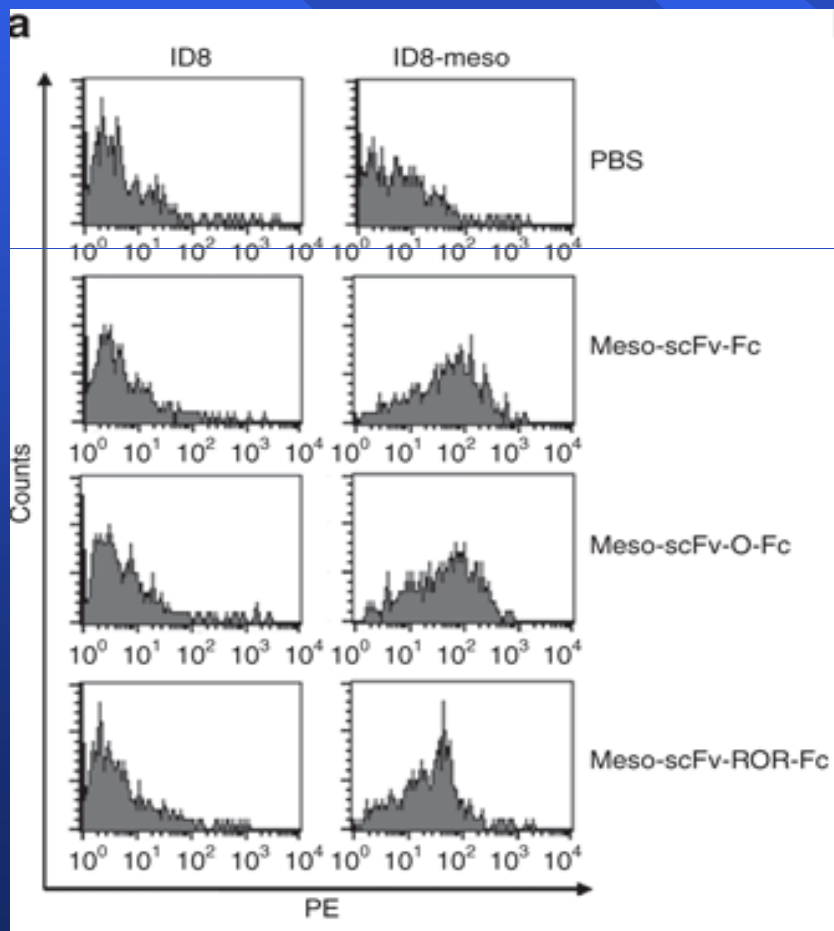 a
ID8 ID8-meso
PBS
10⁰ 10¹ 10² 10³ 10⁴ 10⁰ 10¹ 10² 10³ 10⁴
Meso-scFv-Fc
10⁰ 10¹ 10² 10³ 10⁴ 10⁰ 10¹ 10² 10³ 10⁴
Counts
Meso-scFv-O-Fc
10⁰ 10¹ 10² 10³ 10⁴ 10⁰ 10¹ 10² 10³ 10⁴
Meso-scFv-ROR-Fc
10⁰ 10¹ 10² 10³ 10⁴ 10⁰ 10¹ 10² 10³ 10⁴
PE